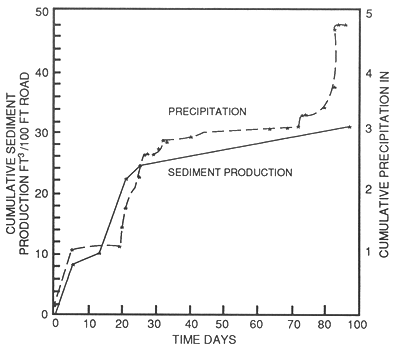 50
40
30
20
10
0
CUMULATIVE SEDIMENT
PRODUCTION FT³/100 FT ROAD
PRECIPITATION
SEDIMENT PRODUCTION
5
4
3
2
1
CUMULATIVE PRECIPITATION IN
0 10 20 30 40 50 60 70 80 90 100
TIME DAYS